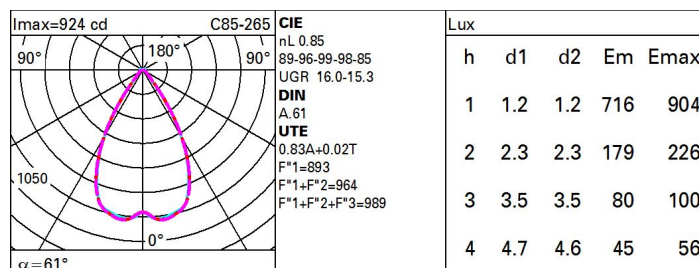 Imax=924 cd C85-265
90° 180° 90°
1050
0°
α=61°
CIE
nL 0.85
89-96-99-98-85
UGR 16.0-15.3
DIN
A.61
UTE
0.83A+0.02T
F"1=893
F"1+F"2=964
F"1+F"2+F"3=989
Lux
h d1 d2 Em Emax
1 1.2 1.2 716 904
2 2.3 2.3 179 226
3 3.5 3.5 80 100
4 4.7 4.6 45 56